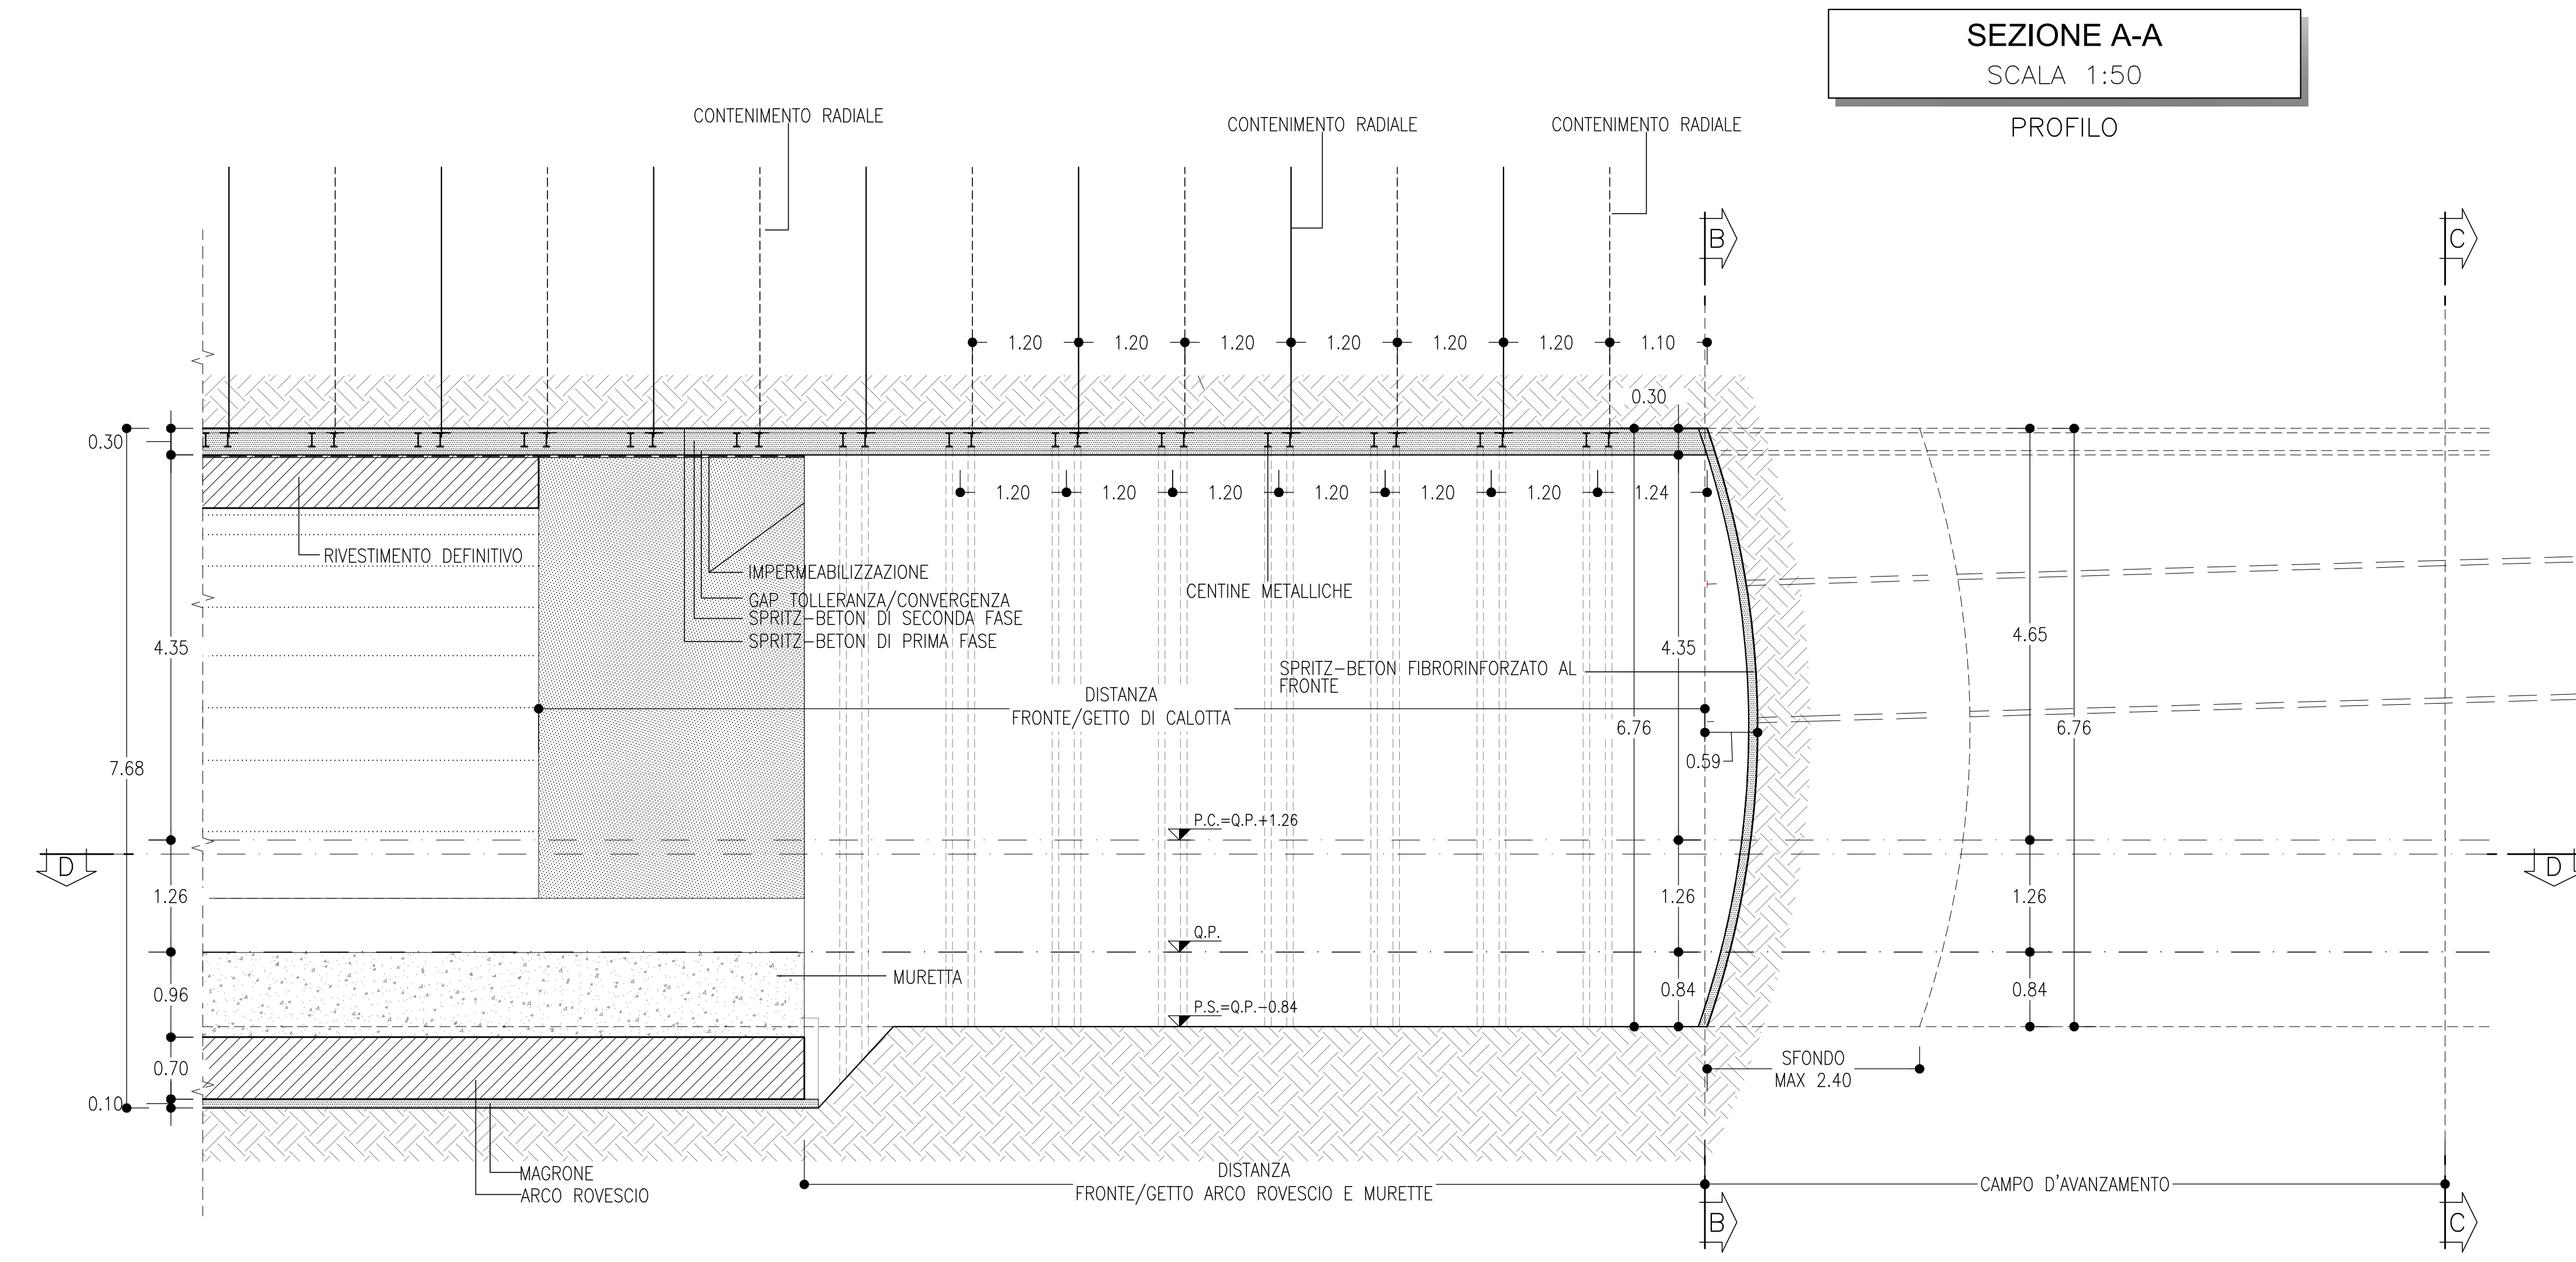 SEZIONE A-A
SCALA 1:50
PROFILO
CONTENIMENTO RADIALE
CONTENIMENTO RADIALE
CONTENIMENTO RADIALE
B
C
1.20
1.20
1.20
1.20
1.20
1.20
1.10
0.30
0.30
1.20
1.20
1.20
1.20
1.20
1.20
1.24
RIVESTIMENTO DEFINITIVO
IMPERMEABILIZZAZIONE
GAP TOLLERANZA/CONVERGENZA
SPRITZ-BETON DI SECONDA FASE
SPRITZ-BETON DI PRIMA FASE
CENTINE METALLICHE
4.35
4.35
4.65
SPRITZ-BETON FIBRORINFORZATO AL
FRONTE
DISTANZA
FRONTE/GETTO DI CALOTTA
6.76
6.76
0.59
7.68
P.C.=Q.P.+1.26
D
D
1.26
1.26
1.26
Q.P.
MURETTA
0.96
0.84
0.84
P.S.=Q.P.-0.84
SFONDO
MAX 2.40
0.70
0.10
MAGRONE
ARCO ROVESCIO
DISTANZA
FRONTE/GETTO ARCO ROVESCIO E MURETTE
CAMPO D'AVANZAMENTO
B
C